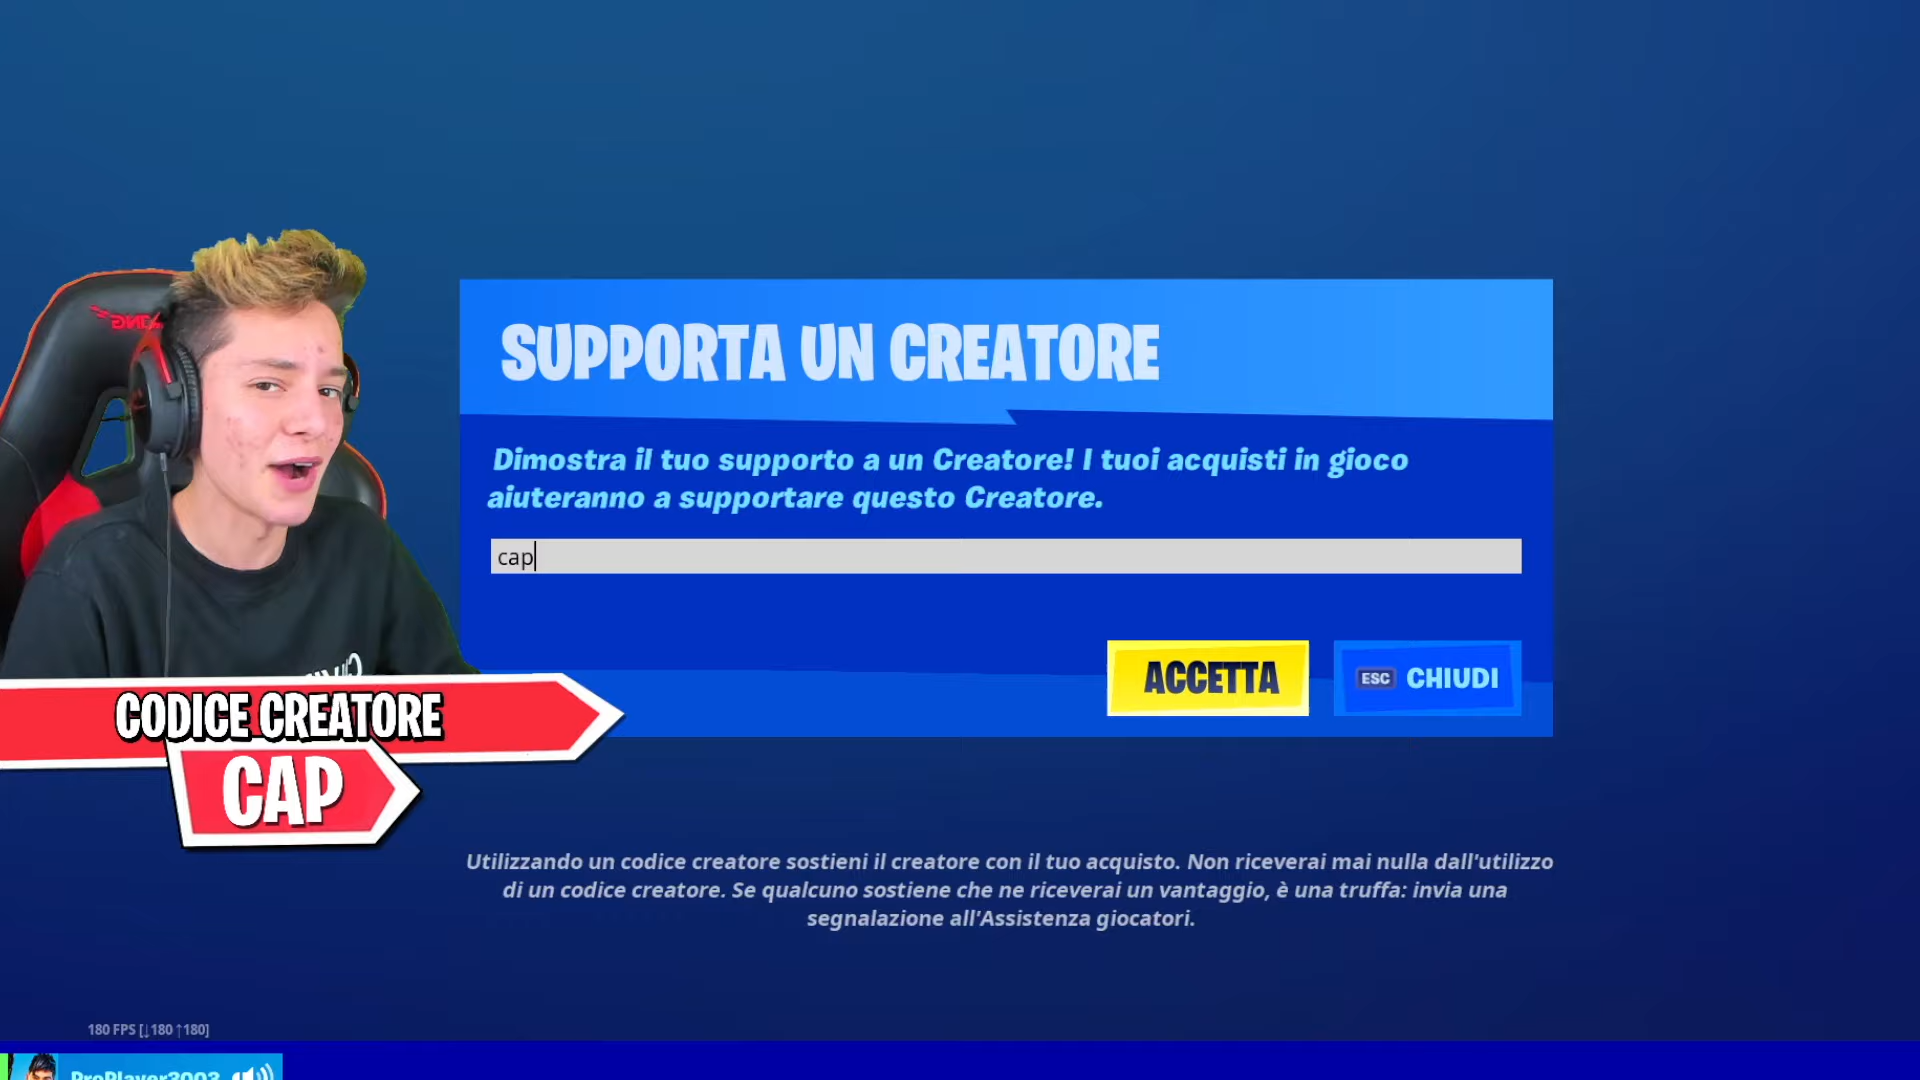 SUPPORTA UN CREATORE
Dimostra il tuo supporto a un Creatore! I tuoi acquisti in gioco
aiuteranno a supportare questo Creatore.
cap
ACCETTA
ESC CHIUDI
CODICE CREATORE
CAP
Utilizzando un codice creatore sostieni il creatore con il tuo acquisto. Non riceverai mai nulla dall'utilizzo
di un codice creatore. Se qualcuno sostiene che ne riceverai un vantaggio, è una truffa: invia una
segnalazione all'Assistenza giocatori.
180 FPS [↓180 ↑180]
ProPlayer3003